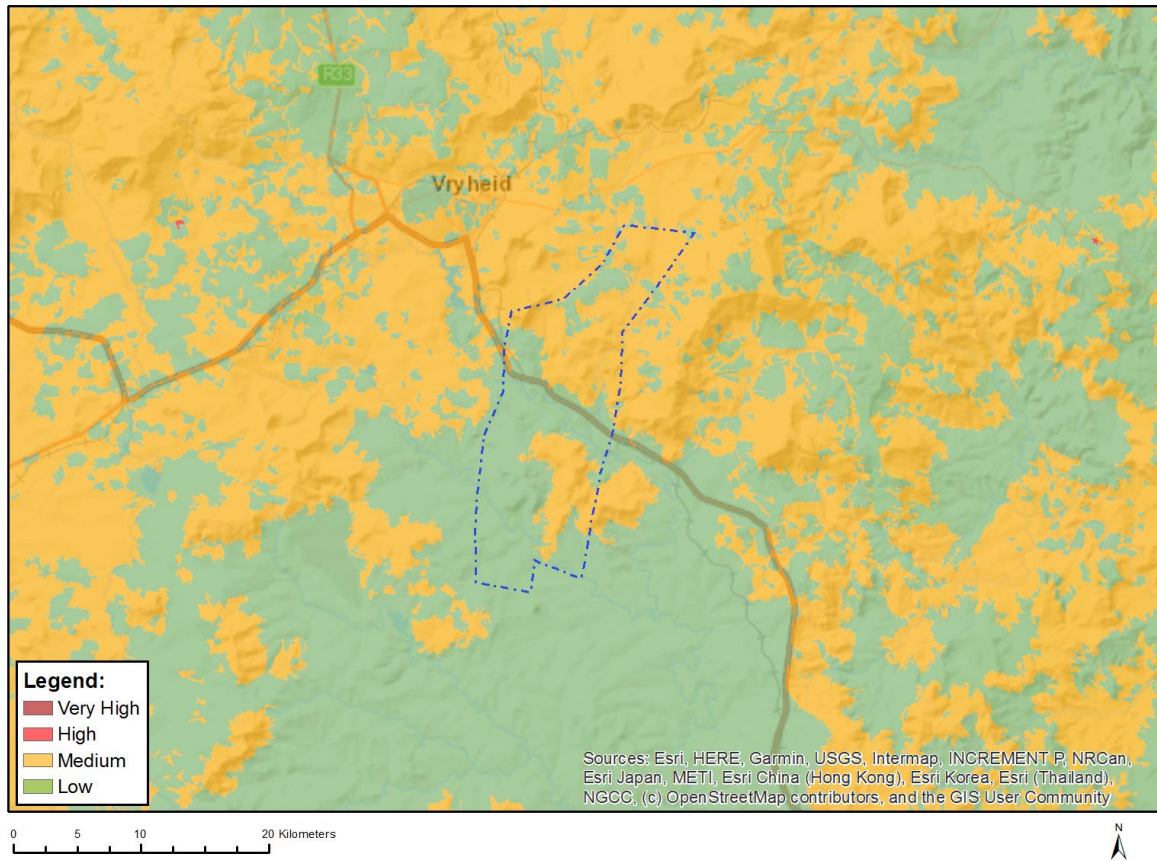 R33
Vryheid
Legend:
Very High
High
Medium
Low
Sources: Esri, HERE, Garmin, USGS, Intermap, INCREMENT P, NRCan,
Esri Japan, METI, Esri China (Hong Kong), Esri Korea, Esri (Thailand),
NGCC, (c) OpenStreetMap contributors, and the GIS User Community
0 5 10 20 Kilometers
N